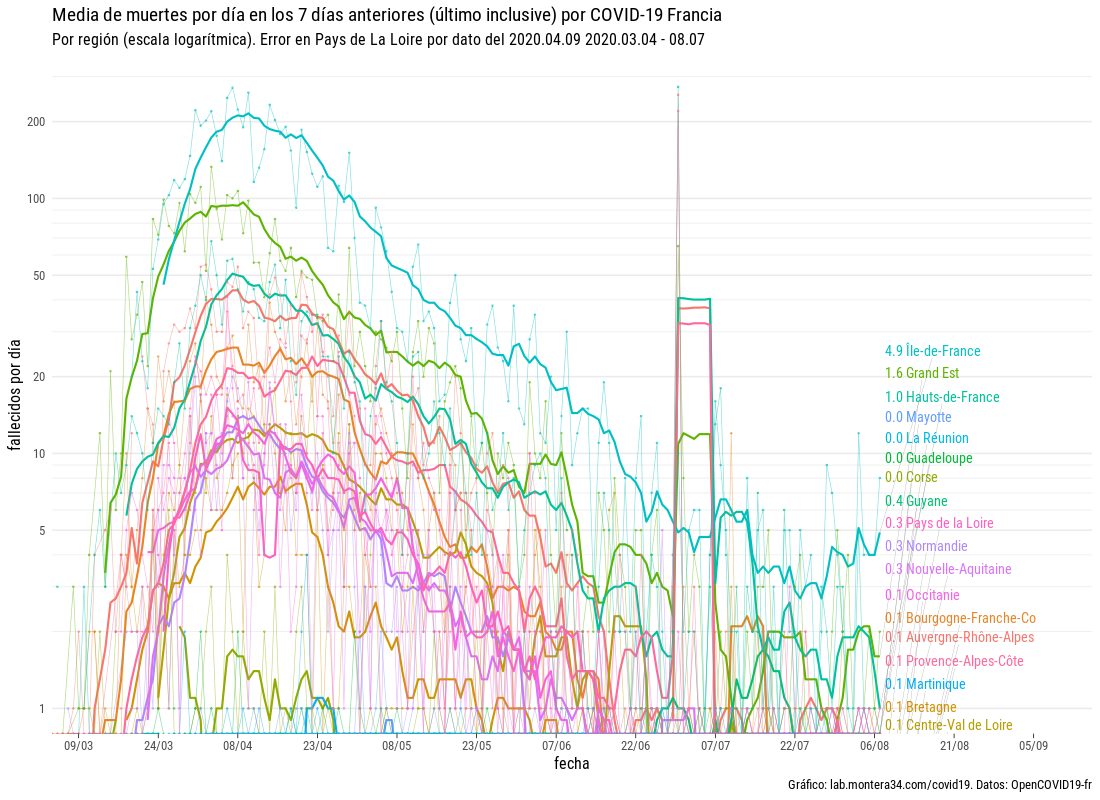 Media de muertes por día en los 7 días anteriores (último inclusive) por COVID-19 Francia
Por región (escala logarítmica). Error en Pays de La Loire por dato del 2020.04.09 2020.03.04 - 08.07
fallecidos por día
200
100
50
20
10
5
1
4.9 Île-de-France
1.6 Grand Est
1.0 Hauts-de-France
0.0 Mayotte
0.0 La Réunion
0.0 Guadeloupe
0.0 Corse
0.4 Guyane
0.3 Pays de la Loire
0.3 Normandie
0.3 Nouvelle-Aquitaine
0.1 Occitanie
0.1 Bourgogne-Franche-Co
0.1 Auvergne-Rhône-Alpes
0.1 Provence-Alpes-Côte
0.1 Martinique
0.1 Bretagne
0.1 Centre-Val de Loire
09/03 24/03 08/04 23/04 08/05 23/05 07/06 22/06 07/07 22/07 06/08 21/08 05/09
fecha
Gráfico: lab.montera34.com/covid19. Datos: OpenCOVID19-fr